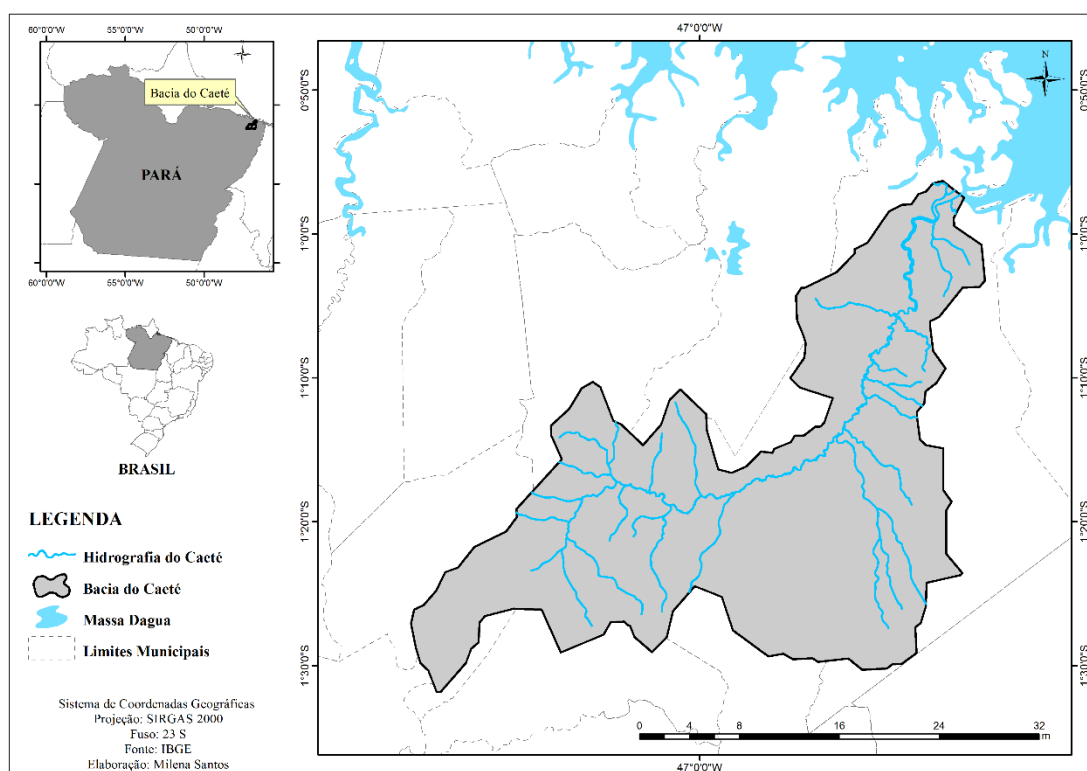 60°0'0"W 55°0'0"W 50°0'0"W
Bacia do Caeté
PARÁ
60°0'0"W 55°0'0"W 50°0'0"W
BRASIL
LEGENDA
Hidrografia do Caeté
Bacia do Caeté
Massa Dagua
Limites Municipais
Sistema de Coordenadas Geográficas
Projeção: SIRGAS 2000
Fuso: 23 S
Fonte: IBGE
Elaboração: Milena Santos
47°0'0"W
N
0°50'0"S 0°50'0"S
1°0'0"S 1°0'0"S
1°10'0"S 1°10'0"S
1°20'0"S 1°20'0"S
1°30'0"S 1°30'0"S
0 2 4 8 16 24 32
m
47°0'0"W